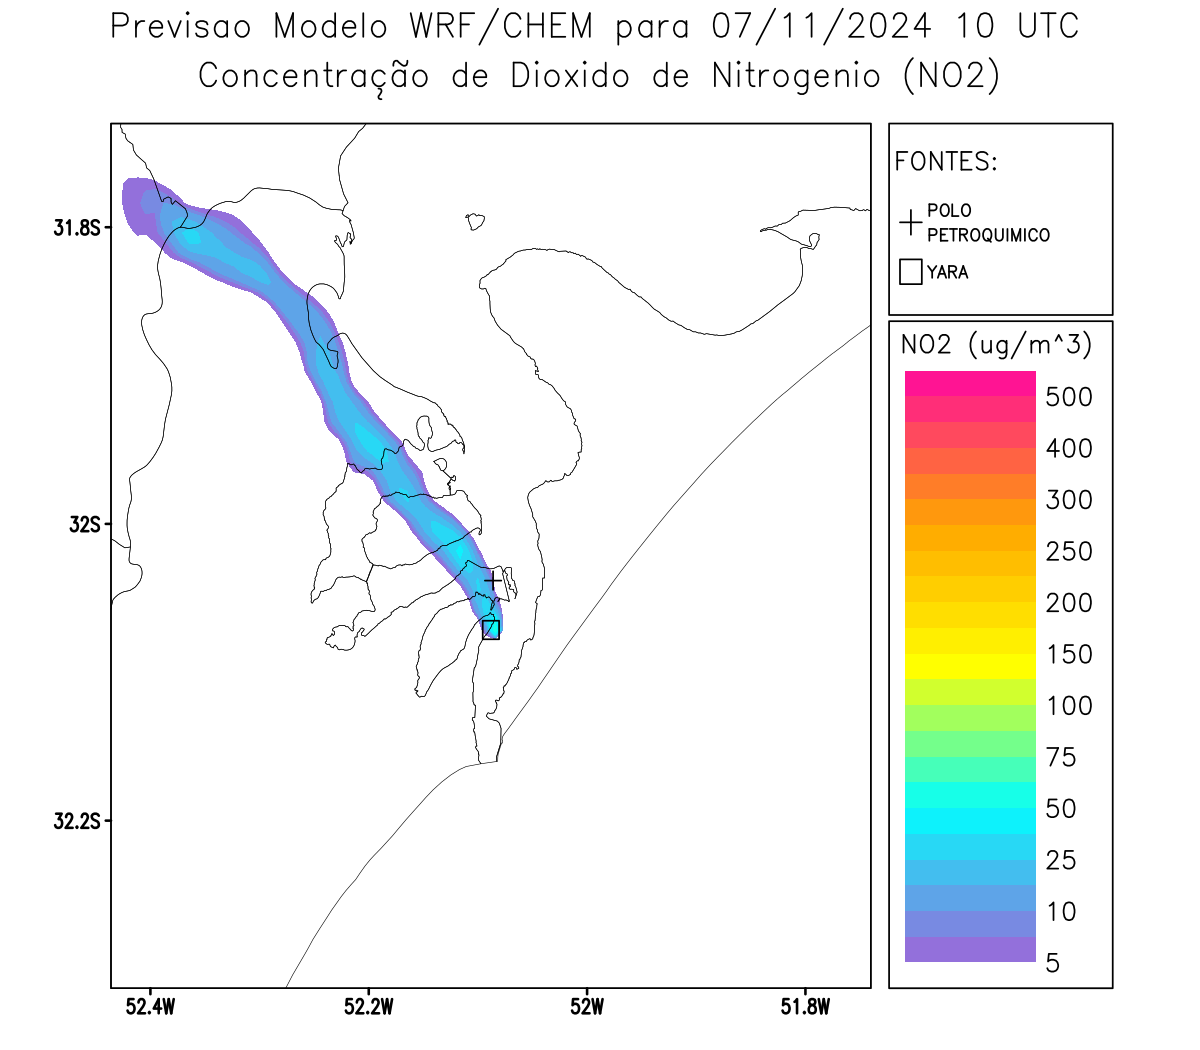 Previsao Modelo WRF/CHEM para 07/11/2024 10 UTC
Concentração de Dioxido de Nitrogenio (NO2)
FONTES:
POLO
PETROQUIMICO
YARA
NO2 (ug/m^3)
500
400
300
250
200
150
100
75
50
25
10
5
31.8S
32S
32.2S
52.4W
52.2W
52W
51.8W